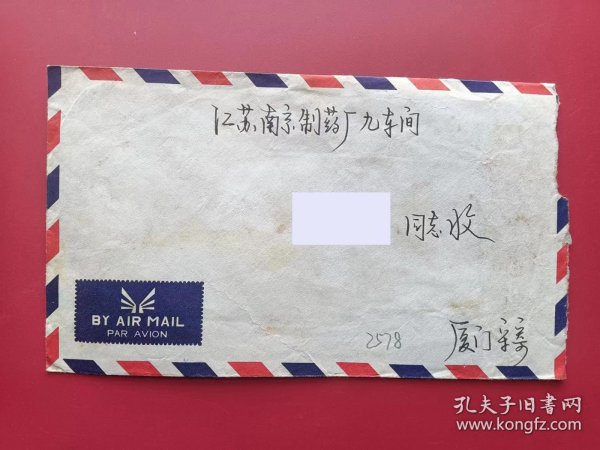 江苏南京制药厂九车间
同志收
BY AIR MAIL
PAR AVION
2578
厦门
孔夫子旧书网
www.kongfz.com